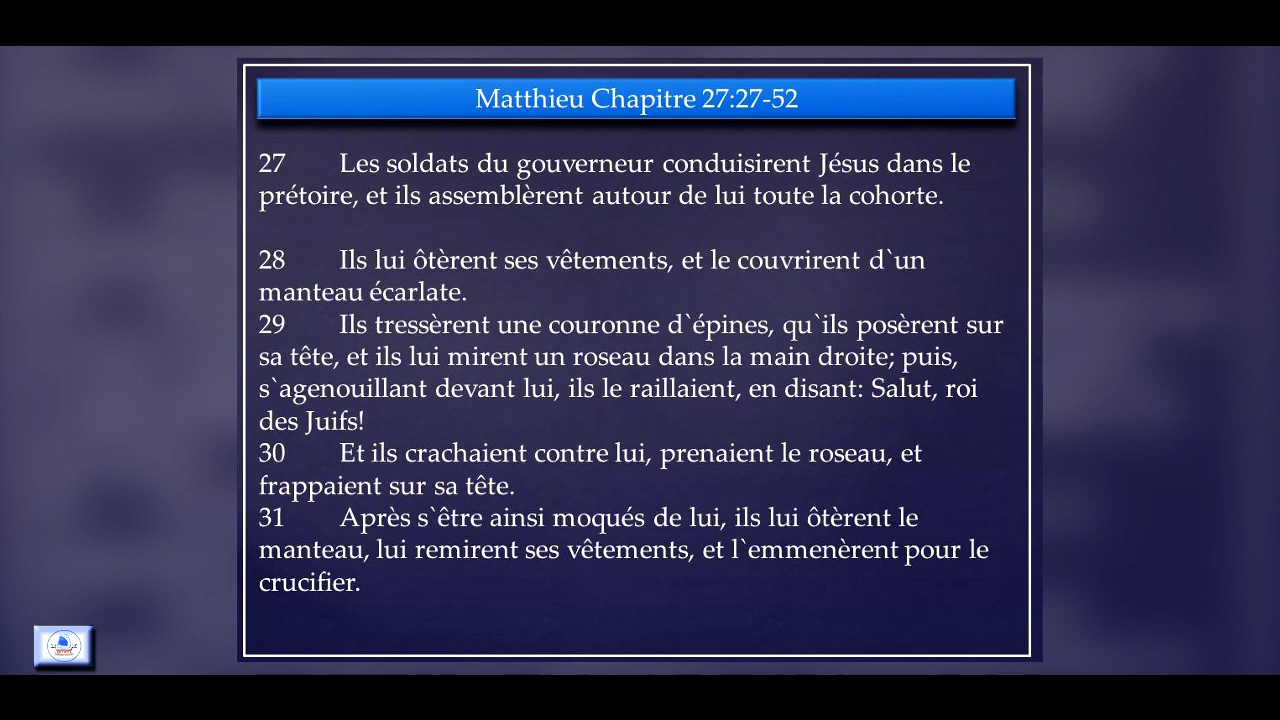 Matthieu Chapitre 27:27-52
27 Les soldats du gouverneur conduisirent Jésus dans le
prétoire, et ils assemblèrent autour de lui toute la cohorte.
28 Ils lui ôtèrent ses vêtements, et le couvrirent d`un
manteau écarlate.
29 Ils tressèrent une couronne d`épines, qu`ils posèrent sur
sa tête, et ils lui mirent un roseau dans la main droite; puis,
s`agenouillant devant lui, ils le raillaient, en disant: Salut, roi
des Juifs!
30 Et ils crachaient contre lui, prenaient le roseau, et
frappaient sur sa tête.
31 Après s`être ainsi moqués de lui, ils lui ôtèrent le
manteau, lui remirent ses vêtements, et l`emmenèrent pour le
crucifier.